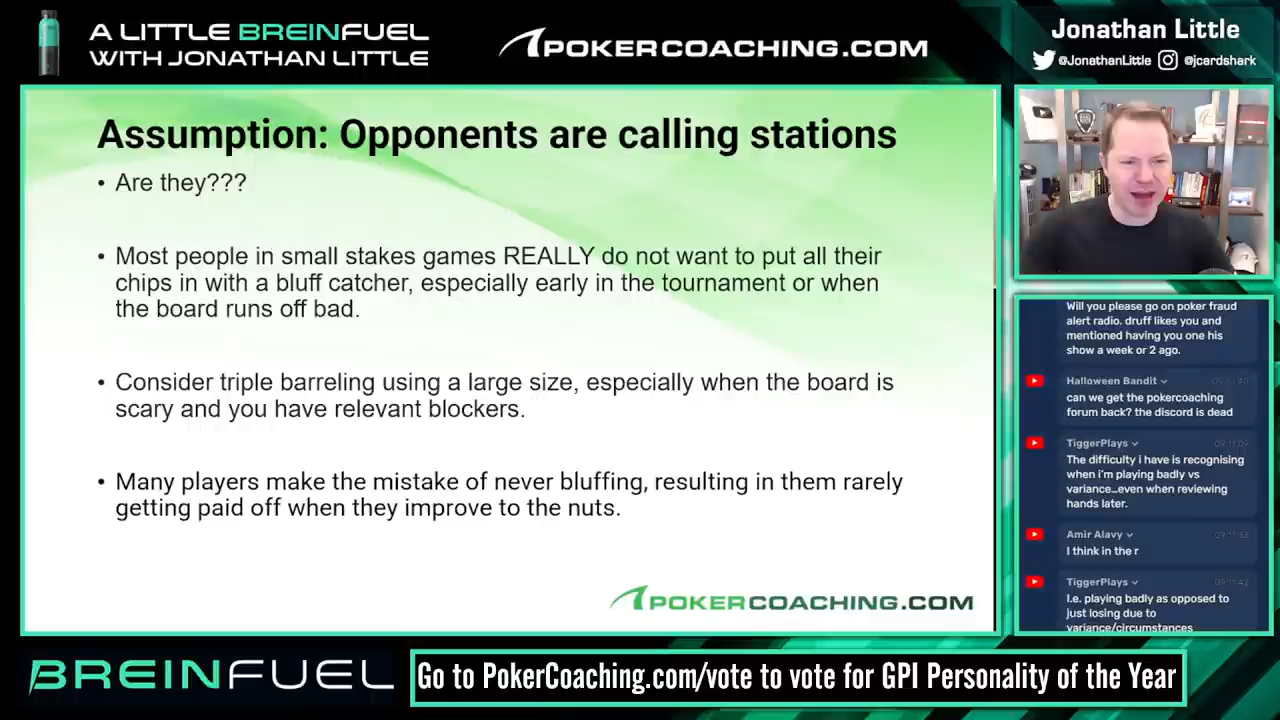 A LITTLE BREINFUEL
WITH JONATHAN LITTLE
POKERCOACHING.COM
Jonathan Little
@JonathanLittle @jcardshark
Assumption: Opponents are calling stations
• Are they???
• Most people in small stakes games REALLY do not want to put all their
chips in with a bluff catcher, especially early in the tournament or when
the board runs off bad.
• Consider triple barreling using a large size, especially when the board is
scary and you have relevant blockers.
• Many players make the mistake of never bluffing, resulting in them rarely
getting paid off when they improve to the nuts.
POKERCOACHING.COM
Will you please go on poker fraud
alert radio. druff likes you and
mentioned having you one his
show a week or 2 ago.
Halloween Bandit
can we get the pokercoaching
forum back? the discord is dead
TiggerPlays
The difficulty i have is recognising
when i'm playing badly vs
variance...even when reviewing
hands later.
Amir Alavy
I think in the r
TiggerPlays
I.e. playing badly as opposed to
just losing due to
variance/circumstances
BREINFUEL
Go to PokerCoaching.com/vote to vote for GPI Personality of the Year